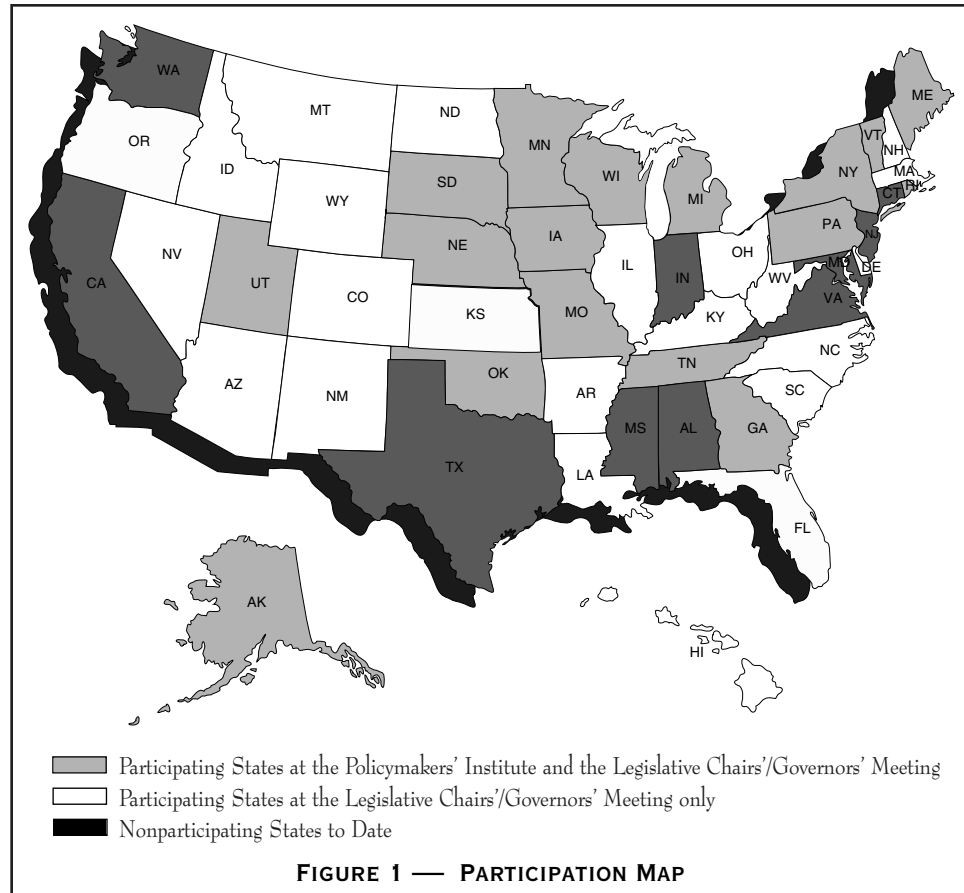 WA
MT
ND
ME
OR
MN
VT
ID
NH
SD
WI
NY
MA
WY
MI
CT
RI
IA
PA
NE
NJ
NV
OH
IL
IN
MD
DE
CA
UT
WV
CO
VA
KS
MO
KY
NC
OK
TN
AZ
AR
SC
NM
MS
AL
GA
TX
LA
FL
AK
HI
Participating States at the Policymakers' Institute and the Legislative Chairs'/Governors' Meeting
Participating States at the Legislative Chairs'/Governors' Meeting only
Nonparticipating States to Date
FIGURE 1 — PARTICIPATION MAP